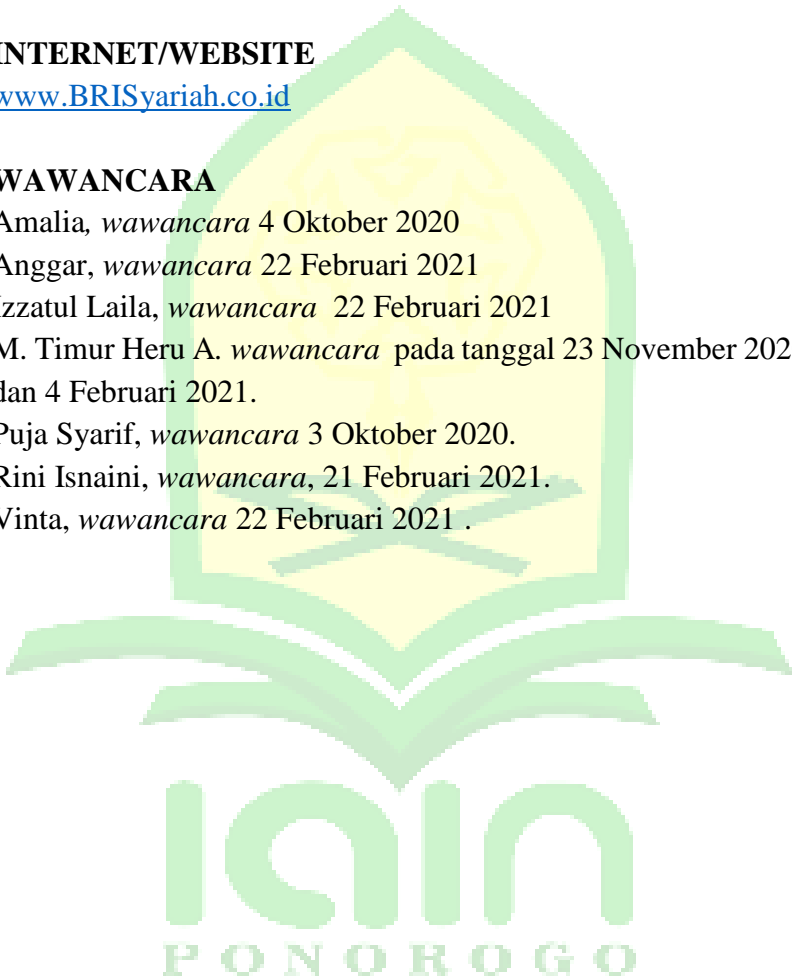 INTERNET/WEBSITE
www.BRISyariah.co.id
WAWANCARA
Amalia, wawancara 4 Oktober 2020
Anggar, wawancara 22 Februari 2021
Izzatul Laila, wawancara 22 Februari 2021
M. Timur Heru A. wawancara pada tanggal 23 November 202
dan 4 Februari 2021.
Puja Syarif, wawancara 3 Oktober 2020.
Rini Isnaini, wawancara, 21 Februari 2021.
Vinta, wawancara 22 Februari 2021 .
iain
PONOROGO